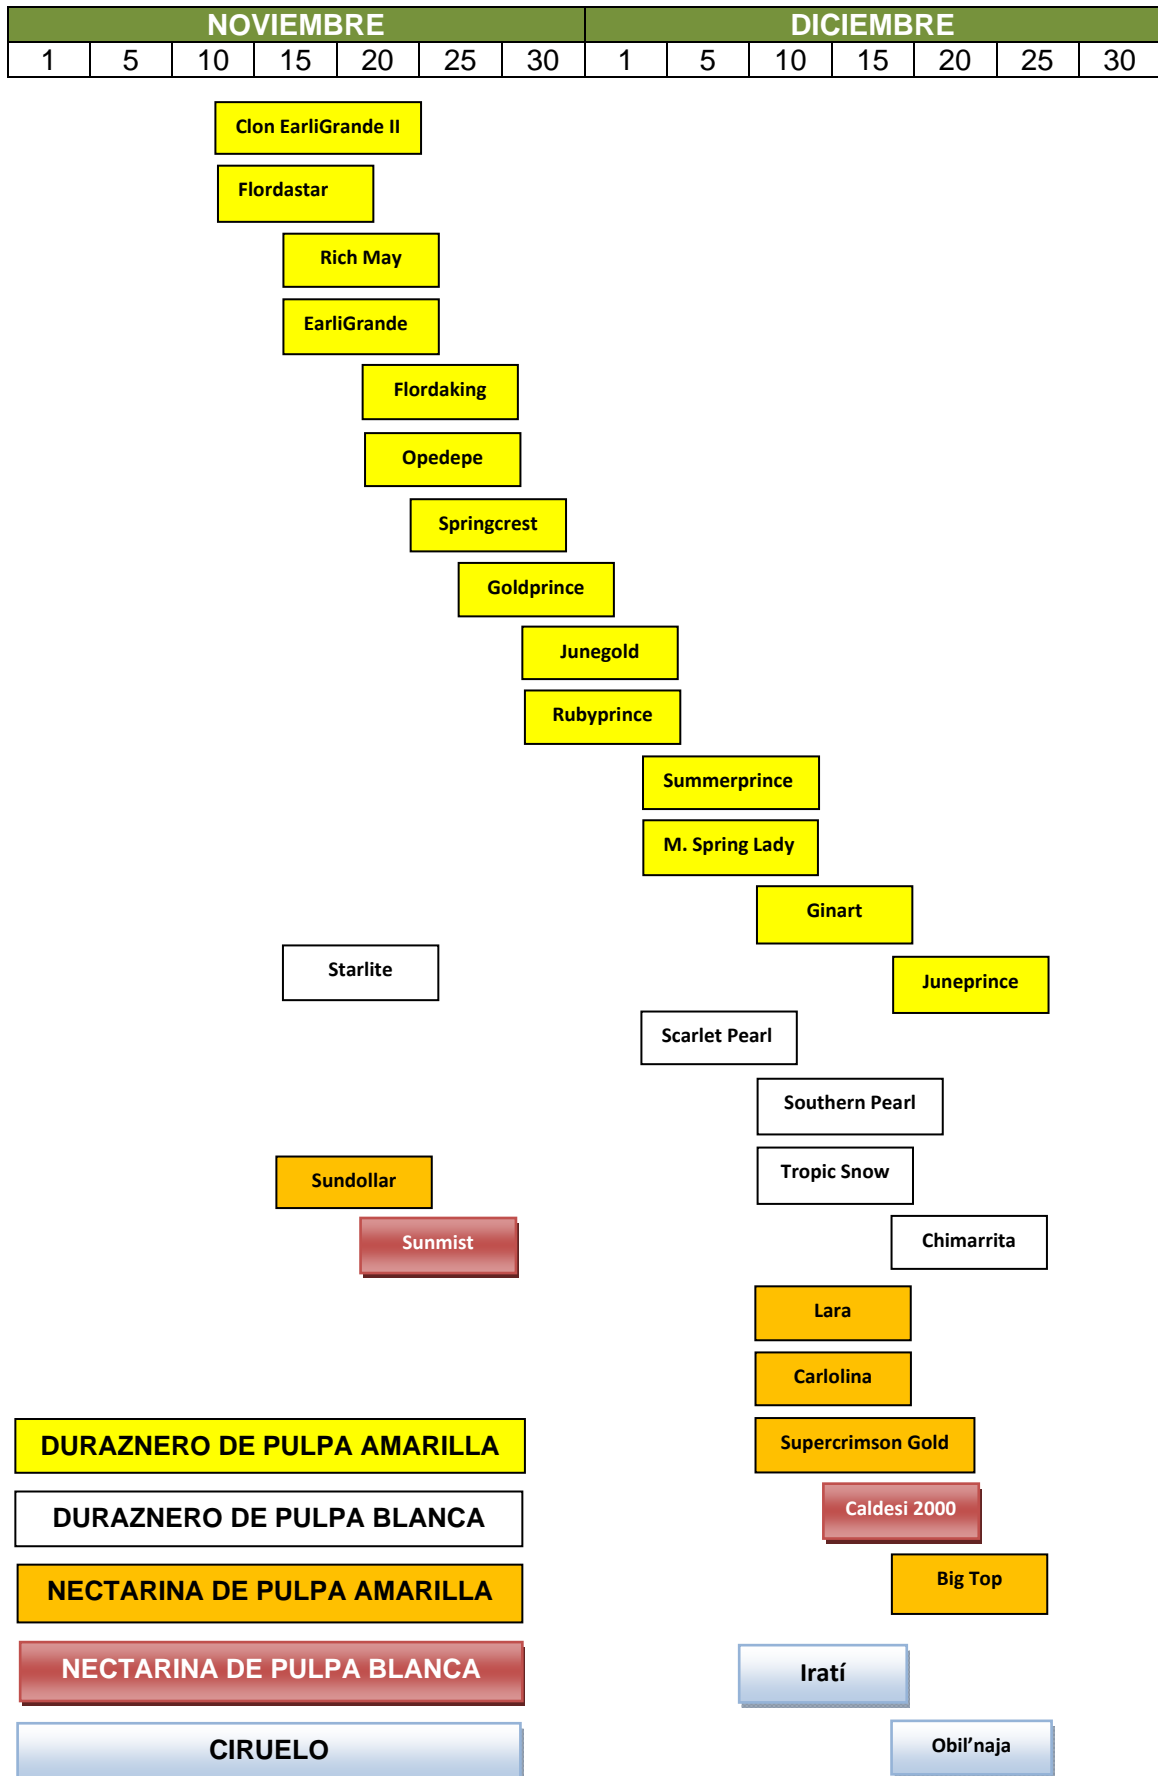 NOVIEMBRE DICIEMBRE
1 5 10 15 20 25 30 1 5 10 15 20 25 30
Clon EarliGrande II
Flordastar
Rich May
EarliGrande
Flordaking
Opedepe
Springcrest
Goldprince
Junegold
Rubyprince
Summerprince
M. Spring Lady
Ginart
Starlite
Juneprince
Scarlet Pearl
Southern Pearl
Sundollar
Tropic Snow
Sunmist
Chimarrita
Lara
Carlolina
DURAZNERO DE PULPA AMARILLA
Supercrimson Gold
DURAZNERO DE PULPA BLANCA
Caldesi 2000
NECTARINA DE PULPA AMARILLA
Big Top
NECTARINA DE PULPA BLANCA
Iratí
CIRUELO
Obil’naja